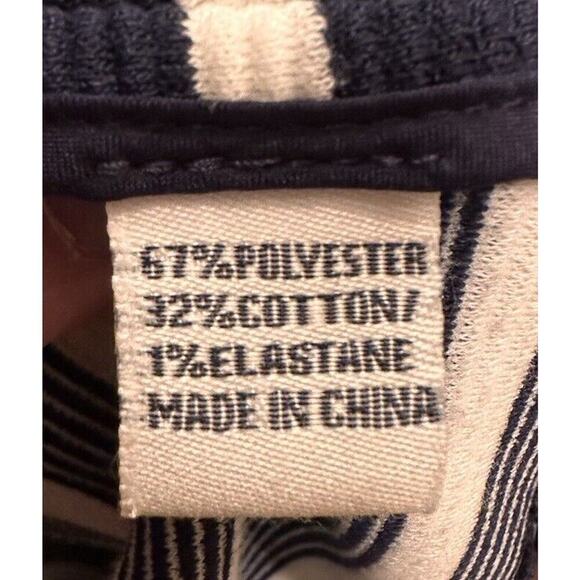 67%POLYESTER
32%COTTON/
1%ELASTANE
MADE IN CHINA